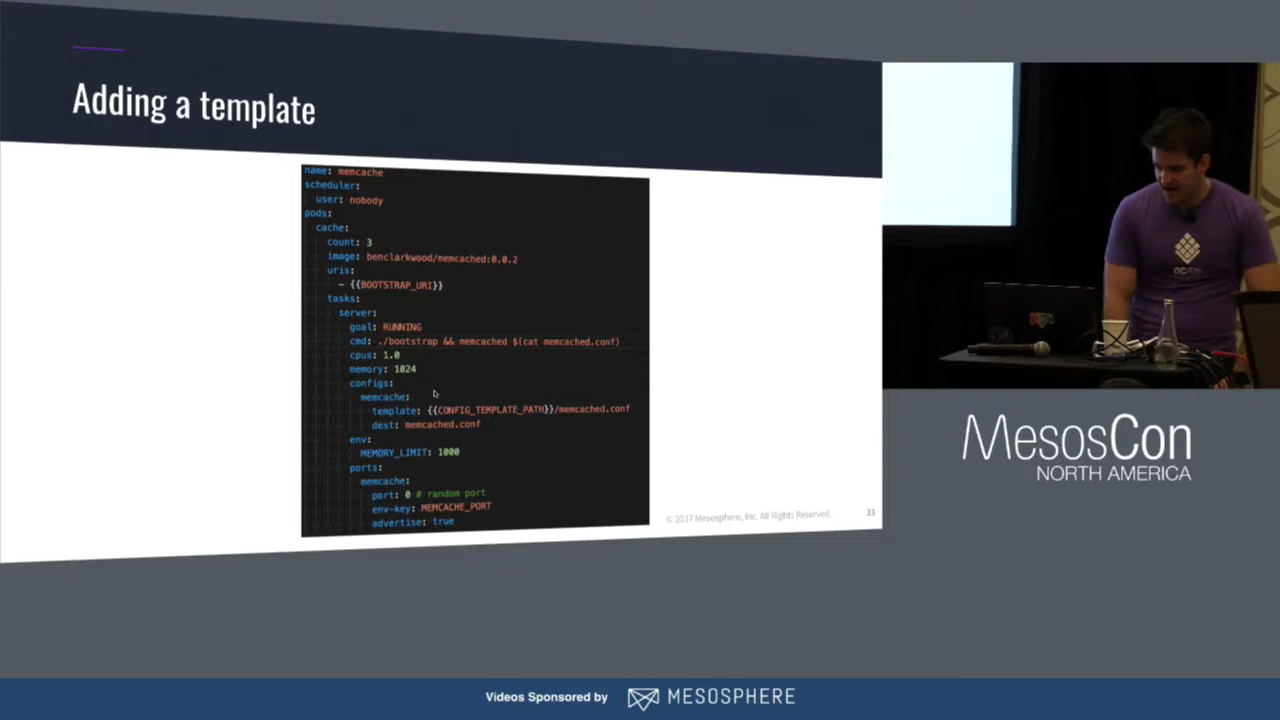 Adding a template
name: memcache
scheduler:
user: nobody
pods:
cache:
count: 3
image: benclarkwood/memcached:0.0.2
uris:
- {{BOOTSTRAP_URI}}
tasks:
server:
goal: RUNNING
cmd: ./bootstrap && memcached $(cat memcached.conf)
cpus: 1.0
memory: 1024
configs:
memcache:
template: {{CONFIG_TEMPLATE_PATH}}/memcached.conf
dest: memcached.conf
env:
MEMORY_LIMIT: 1000
ports:
memcache:
port: 0 # random port
env-key: MEMCACHE_PORT
advertise: true
© 2017 Mesosphere, Inc. All Rights Reserved.
33
MesosCon
NORTH AMERICA
Videos Sponsored by
MESOSPHERE